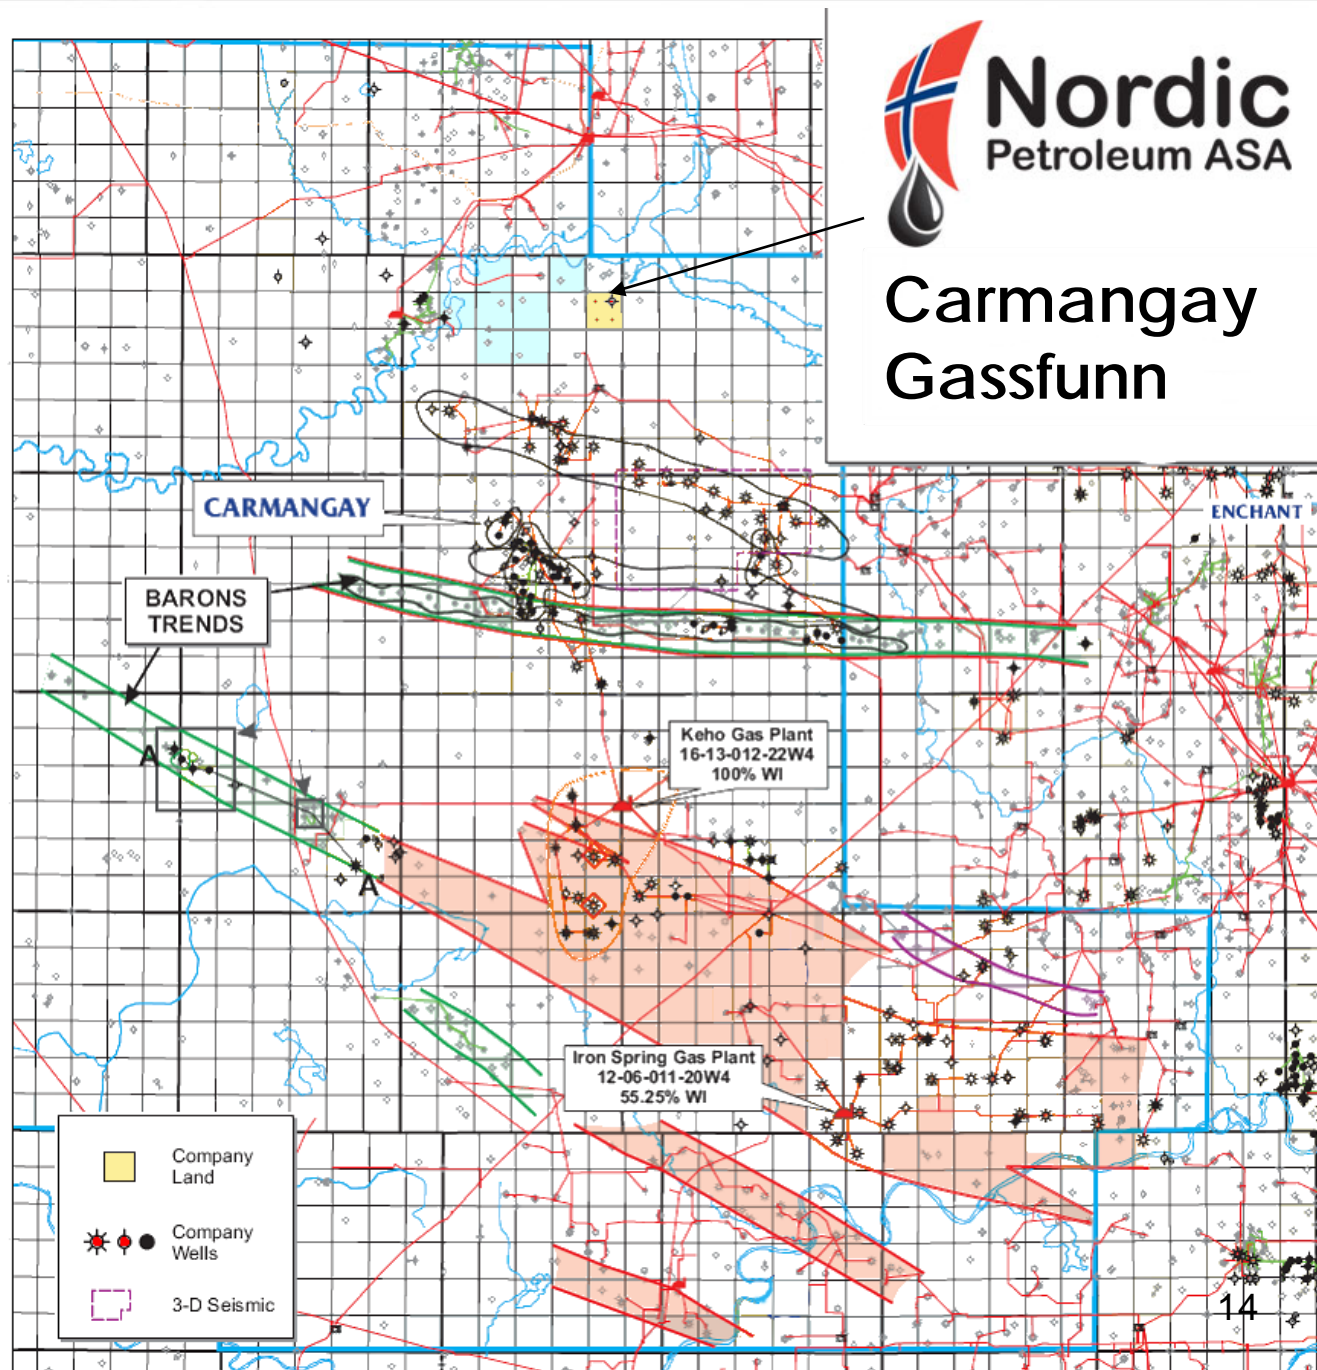 Nordic
Petroleum ASA
Carmangay
Gassfunn
CARMANGAY
ENCHANT
BARONS
TRENDS
Keho Gas Plant
16-13-012-22W4
100% WI
A
A'
Iron Spring Gas Plant
12-06-011-20W4
55.25% WI
Company
Land
Company
Wells
3-D Seismic
14